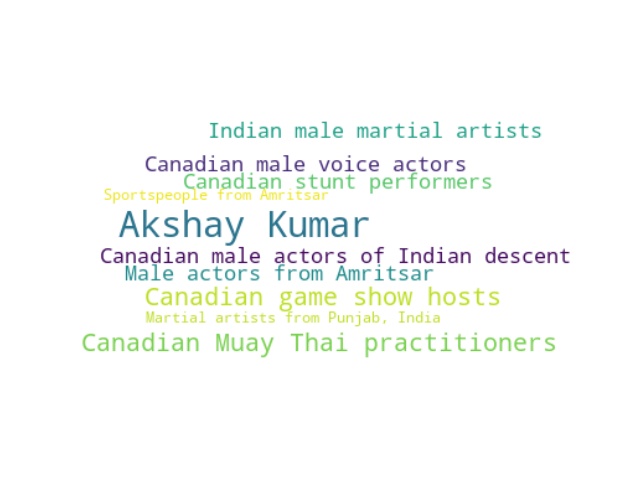 Indian male martial artists
Canadian male voice actors
Canadian stunt performers
Sportspeople from Amritsar
Akshay Kumar
Canadian male actors of Indian descent
Male actors from Amritsar
Canadian game show hosts
Martial artists from Punjab, India
Canadian Muay Thai practitioners